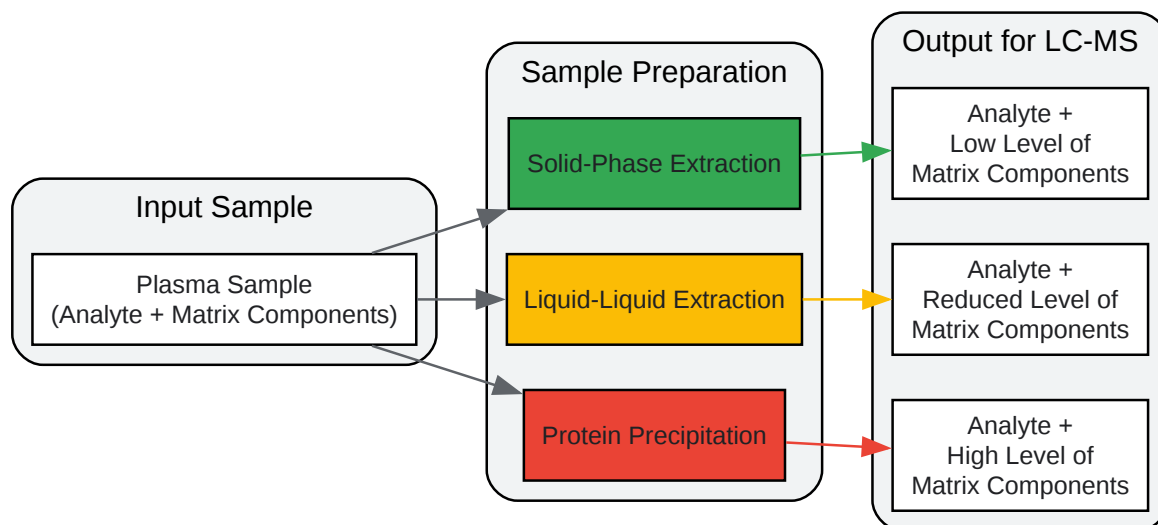 Input Sample
Plasma Sample
(Analyte + Matrix Components)
Sample Preparation
Solid-Phase Extraction
Liquid-Liquid Extraction
Protein Precipitation
Output for LC-MS
Analyte +
Low Level of
Matrix Components
Analyte +
Reduced Level of
Matrix Components
Analyte +
High Level of
Matrix Components